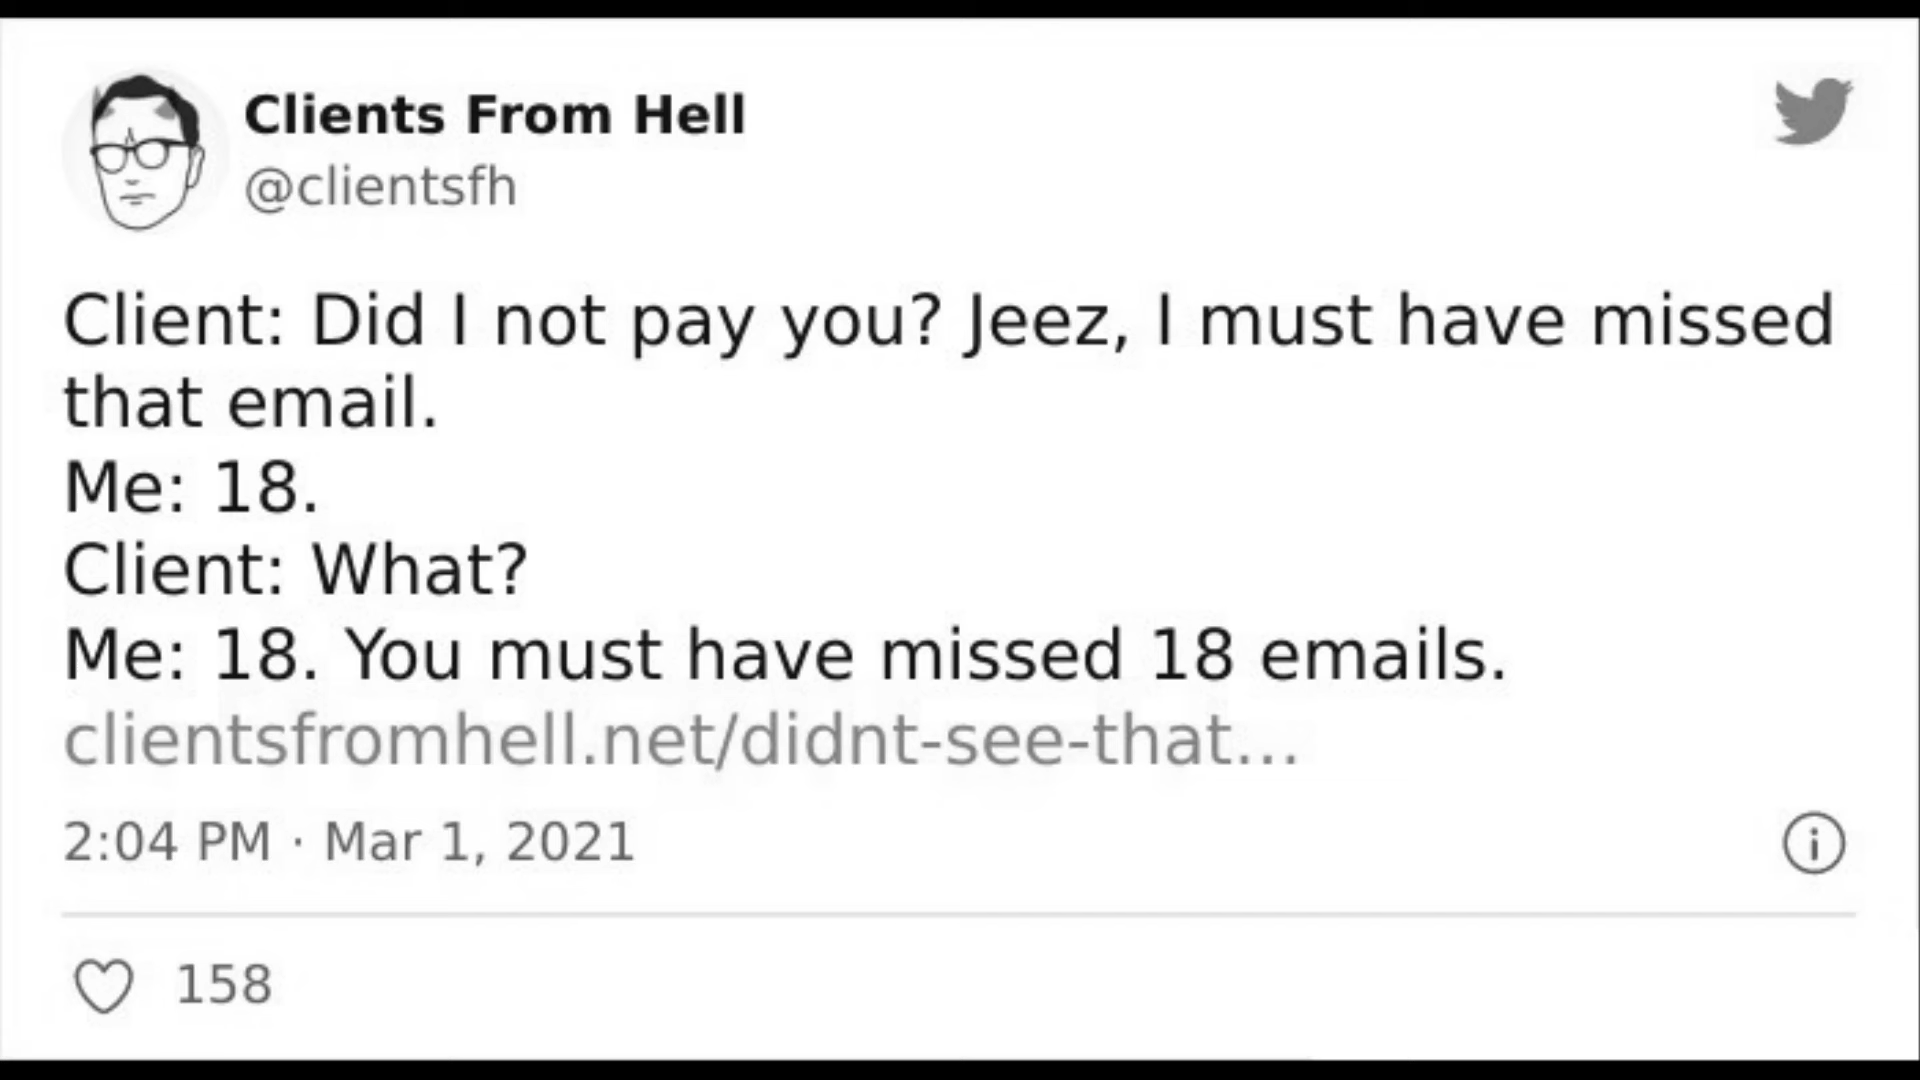 Clients From Hell
@clientsfh
Client: Did I not pay you? Jeez, I must have missed
that email.
Me: 18.
Client: What?
Me: 18. You must have missed 18 emails.
clientsfromhell.net/didnt-see-that...
2:04 PM · Mar 1, 2021
158